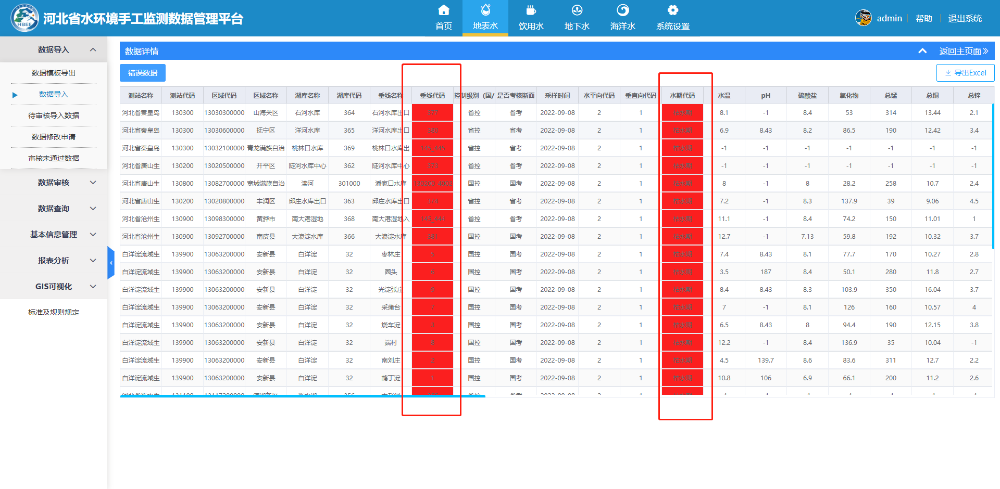 HBEE
河北省水环境手工监测数据管理平台
首页 地表水 饮用水 地下水 海洋水 系统设置
admin 帮助 退出系统
数据导入
数据模板导出
数据导入
待审核导入数据
数据修改申请
审核未通过数据
数据审核
数据查询
基本信息管理
报表分析
GIS可视化
标准及规则规定
数据详情 返回主页面
错误数据 导出Excel
测站名称 测站代码 区域代码 区域名称 湖库名称 湖库代码 垂线名称 垂线代码 控制级别（国/ 是否考核断面 采样时间 水平向代码 垂直向代码 水期代码 水温 pH 硫酸盐 氯化物 总锰 总铜 总锌
河北省秦皇岛 130300 13030300000 山海关区 石河水库 364 石河水库出口 377 省控 省考 2022-09-08 2 1 枯水期 8.1 -1 8.4 53 314 13.44 2.1
河北省秦皇岛 130300 13030600000 抚宁区 洋河水库 365 洋河水库出口 380 省控 省考 2022-09-08 2 1 枯水期 6.9 8.43 8.2 86.5 190 12.42 3.4
河北省秦皇岛 130300 13032100000 青龙满族自治 桃林口水库 369 桃林口水库出 省控 省考 2022-09-08 2 1 枯水期 -1 -1 -1 -1 -1 -1 -1
河北省唐山生 130200 13020500000 开平区 陡河水库中心 362 陡河水库中心 373 省控 省考 2022-09-08 2 1 枯水期 -1 -1 -1 -1 -1 -1 -1
河北省唐山生 130800 13082700000 宽城满族自治 滦河 301000 潘家口水库 国控 国考 2022-09-08 2 1 枯水期 8 -1 8 28.2 258 10.7 2.4
河北省唐山生 130200 13020800000 丰润区 邱庄水库出口 363 邱庄水库出口 374 省控 省考 2022-09-08 2 1 枯水期 7.2 -1 8.3 137.9 39 9.06 4.5
河北省沧州生 130900 13098300000 黄骅市 南大港湿地 368 南大港湿地入 省控 省考 2022-09-08 2 1 枯水期 11.1 -1 8.4 74.2 150 11.01 1
河北省沧州生 130900 13092700000 南皮县 大浪淀水库 366 大浪淀水库 381 国控 国考 2022-09-08 2 1 枯水期 12.7 -1 7.13 59.8 192 10.32 3.7
白洋淀流域生 139900 13063200000 安新县 白洋淀 32 枣林庄 5 国控 国考 2022-09-08 2 1 枯水期 7.4 8.43 8.1 77.7 170 10.27 2.8
白洋淀流域生 139900 13063200000 安新县 白洋淀 32 圈头 6 国控 国考 2022-09-08 2 1 枯水期 3.5 187 8.4 50.1 280 11.8 2.7
白洋淀流域生 139900 13063200000 安新县 白洋淀 32 光淀张庄 9 国控 国考 2022-09-08 2 1 枯水期 8.4 8.43 8.3 103.9 350 16.04 3.7
白洋淀流域生 139900 13063200000 安新县 白洋淀 32 采蒲台 7 国控 国考 2022-09-08 2 1 枯水期 7 -1 8.1 126 160 10.57 4
白洋淀流域生 139900 13063200000 安新县 白洋淀 32 烧车淀 3 国控 国考 2022-09-08 2 1 枯水期 6.5 8.43 8 94.4 190 12.15 3.8
白洋淀流域生 139900 13063200000 安新县 白洋淀 32 端村 8 国控 国考 2022-09-08 2 1 枯水期 12.2 -1 8.4 136.9 35 10.04 -1
白洋淀流域生 139900 13063200000 安新县 白洋淀 32 南刘庄 2 国控 国考 2022-09-08 2 1 枯水期 4.5 139.7 8.6 83.6 311 12.7 2.2
白洋淀流域生 139900 13063200000 安新县 白洋淀 32 鸪丁淀 1 国控 国考 2022-09-08 2 1 枯水期 10.8 106 6.9 66.1 200 11.2 2.6